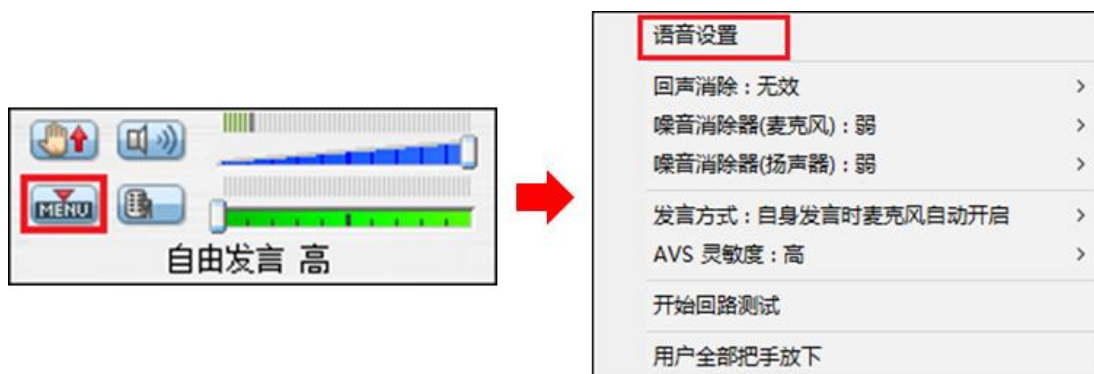 MENU
自由发言 高
语音设置
回声消除：无效
噪音消除器(麦克风)：弱
噪音消除器(扬声器)：弱
发言方式：自身发言时麦克风自动开启
AVS 灵敏度：高
开始回路测试
用户全部把手放下